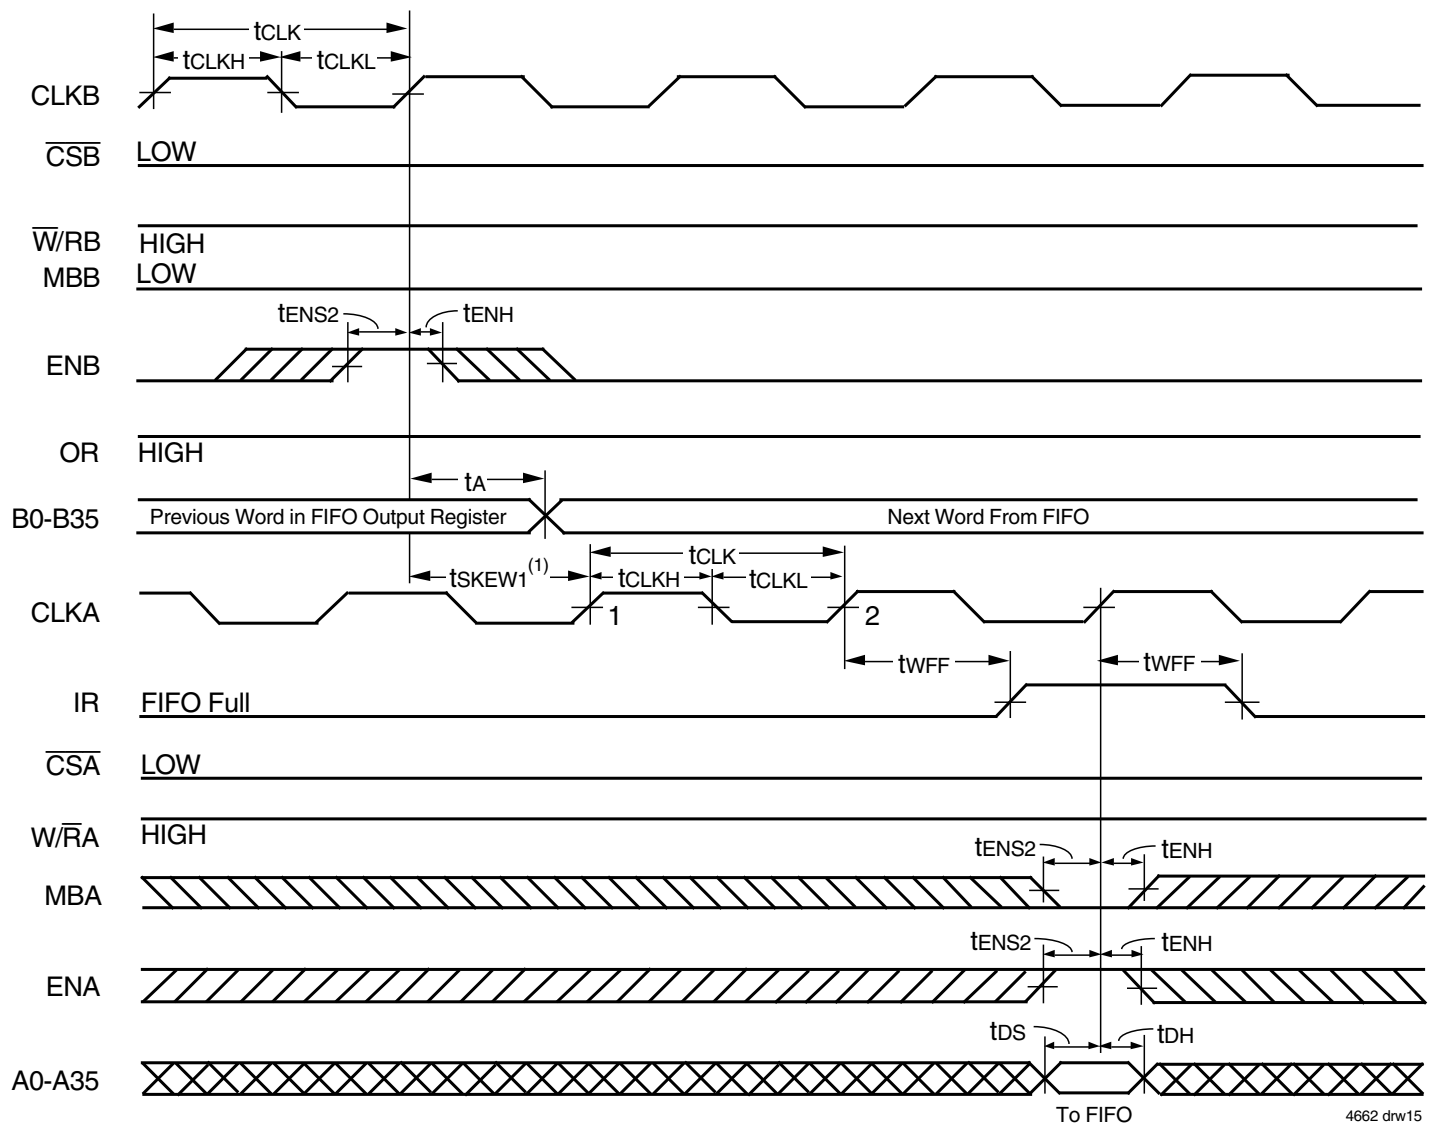 tCLK
tCLKH tCLKL
CLKB
CSB LOW
W/RB HIGH
MBB LOW
tENS2 tENH
ENB
OR HIGH
tA
B0-B35 Previous Word in FIFO Output Register Next Word From FIFO
tCLK
tSKEW1(1) tCLKH tCLKL
CLKA 1 2
tWFF tWFF
IR FIFO Full
CSA LOW
W/RA HIGH
tENS2 tENH
MBA
tENS2 tENH
ENA
tDS tDH
A0-A35
To FIFO
4662 drw15